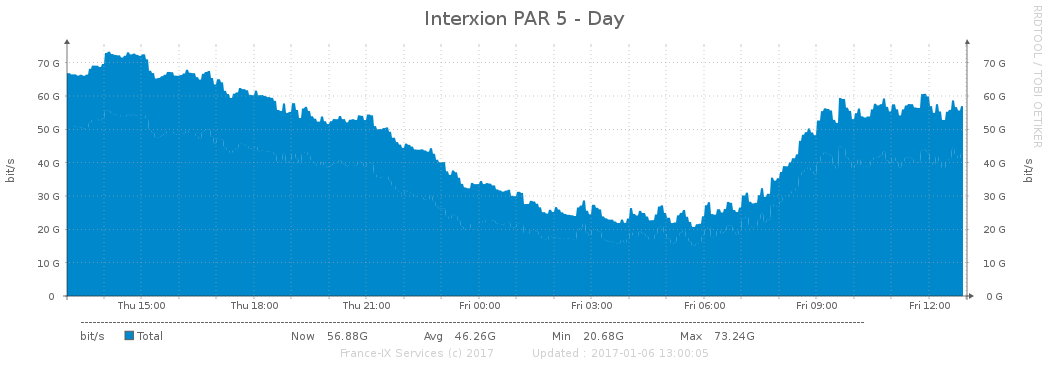 Interxion PAR 5 - Day
RRDTOOL / TOBI OETIKER
bit/s
70 G
60 G
50 G
40 G
30 G
20 G
10 G
0
70 G
60 G
50 G
40 G
30 G
20 G
10 G
0 G
bit/s
Thu 15:00 Thu 18:00 Thu 21:00 Fri 00:00 Fri 03:00 Fri 06:00 Fri 09:00 Fri 12:00
bit/s Total Now 56.88G Avg 46.26G Min 20.68G Max 73.24G
France-IX Services (c) 2017 Updated : 2017-01-06 13:00:05